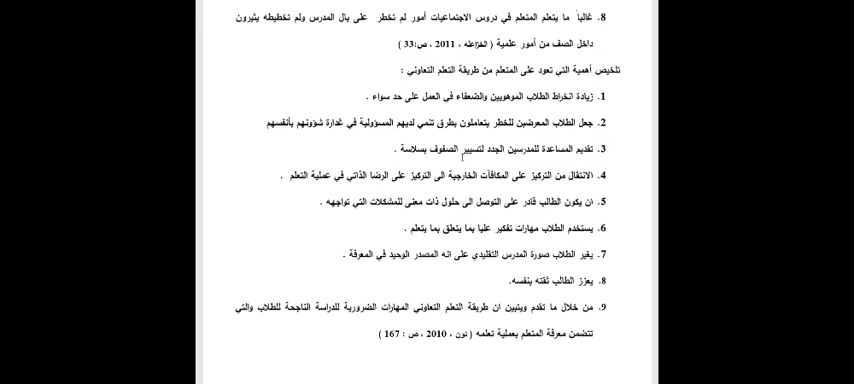 8. غالباً ما يتعلم المتعلم في دروس الاجتماعيات أمور لم تخطر على بال المدرس ولم تخطيطه يثيرون
داخل الصف من أمور علمية ( الخزاعله ، 2011 ، ص:33 )
تلخيص أهمية التي تعود على المتعلم من طريقة التعلم التعاوني :
1. زيادة انخراط الطلاب الموهوبين والضعفاء في العمل على حد سواء .
2. جعل الطلاب المعرضين للخطر يتعاملون بطرق تنمي لديهم المسؤولية في غدارة شؤونهم بأنفسهم
3. تقديم المساعدة للمدرسين الجدد لتسيير الصفوف بسلاسة .
4. الانتقال من التركيز على المكافآت الخارجية الى التركيز على الرضا الذاتي في عملية التعلم .
5. ان يكون الطالب قادر على التوصل الى حلول ذات معنى للمشكلات التي تواجهه .
6. يستخدم الطلاب مهارات تفكير عليا بما يتعلق بما يتعلم .
7. يغير الطلاب صورة المدرس التقليدي على انه المصدر الوحيد في المعرفة .
8. يعزز الطالب ثقته بنفسه.
9. من خلال ما تقدم ويتبين ان طريقة التعلم التعاوني المهارات الضرورية للدراسة الناجحة للطلاب والتي
تتضمن معرفة المتعلم بعملية تعلمه ( نون ، 2010 ، ص : 167 )